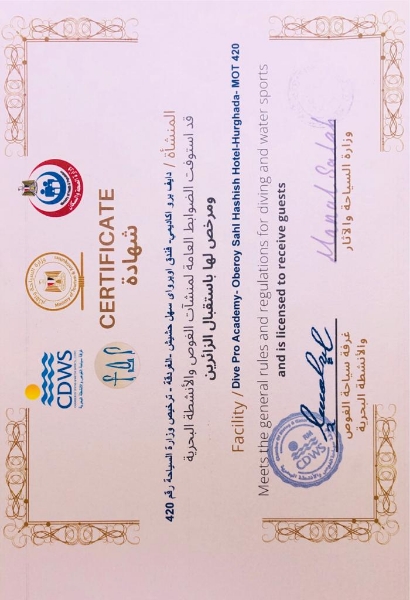 CDWS
CERTIFICATE
شهادة
المنشأة / دايف برو اكاديمي- فندق اوبرواي سهل حشيش -الغردقة - ترخيص وزارة السياحة رقم 420
قد استوفت الضوابط العامة لمنشآت الغوص والأنشطة البحرية
ومرخص لها باستقبال الزائرين
Facility / Dive Pro Academy- Oberoy Sahl Hashish Hotel-Hurghada- MOT 420
Meets the general rules and regulations for diving and water sports
and is licensed to receive guests
غرفة سياحة الغوص
والأنشطة البحرية
وزارة السياحة والآثار
CDWS